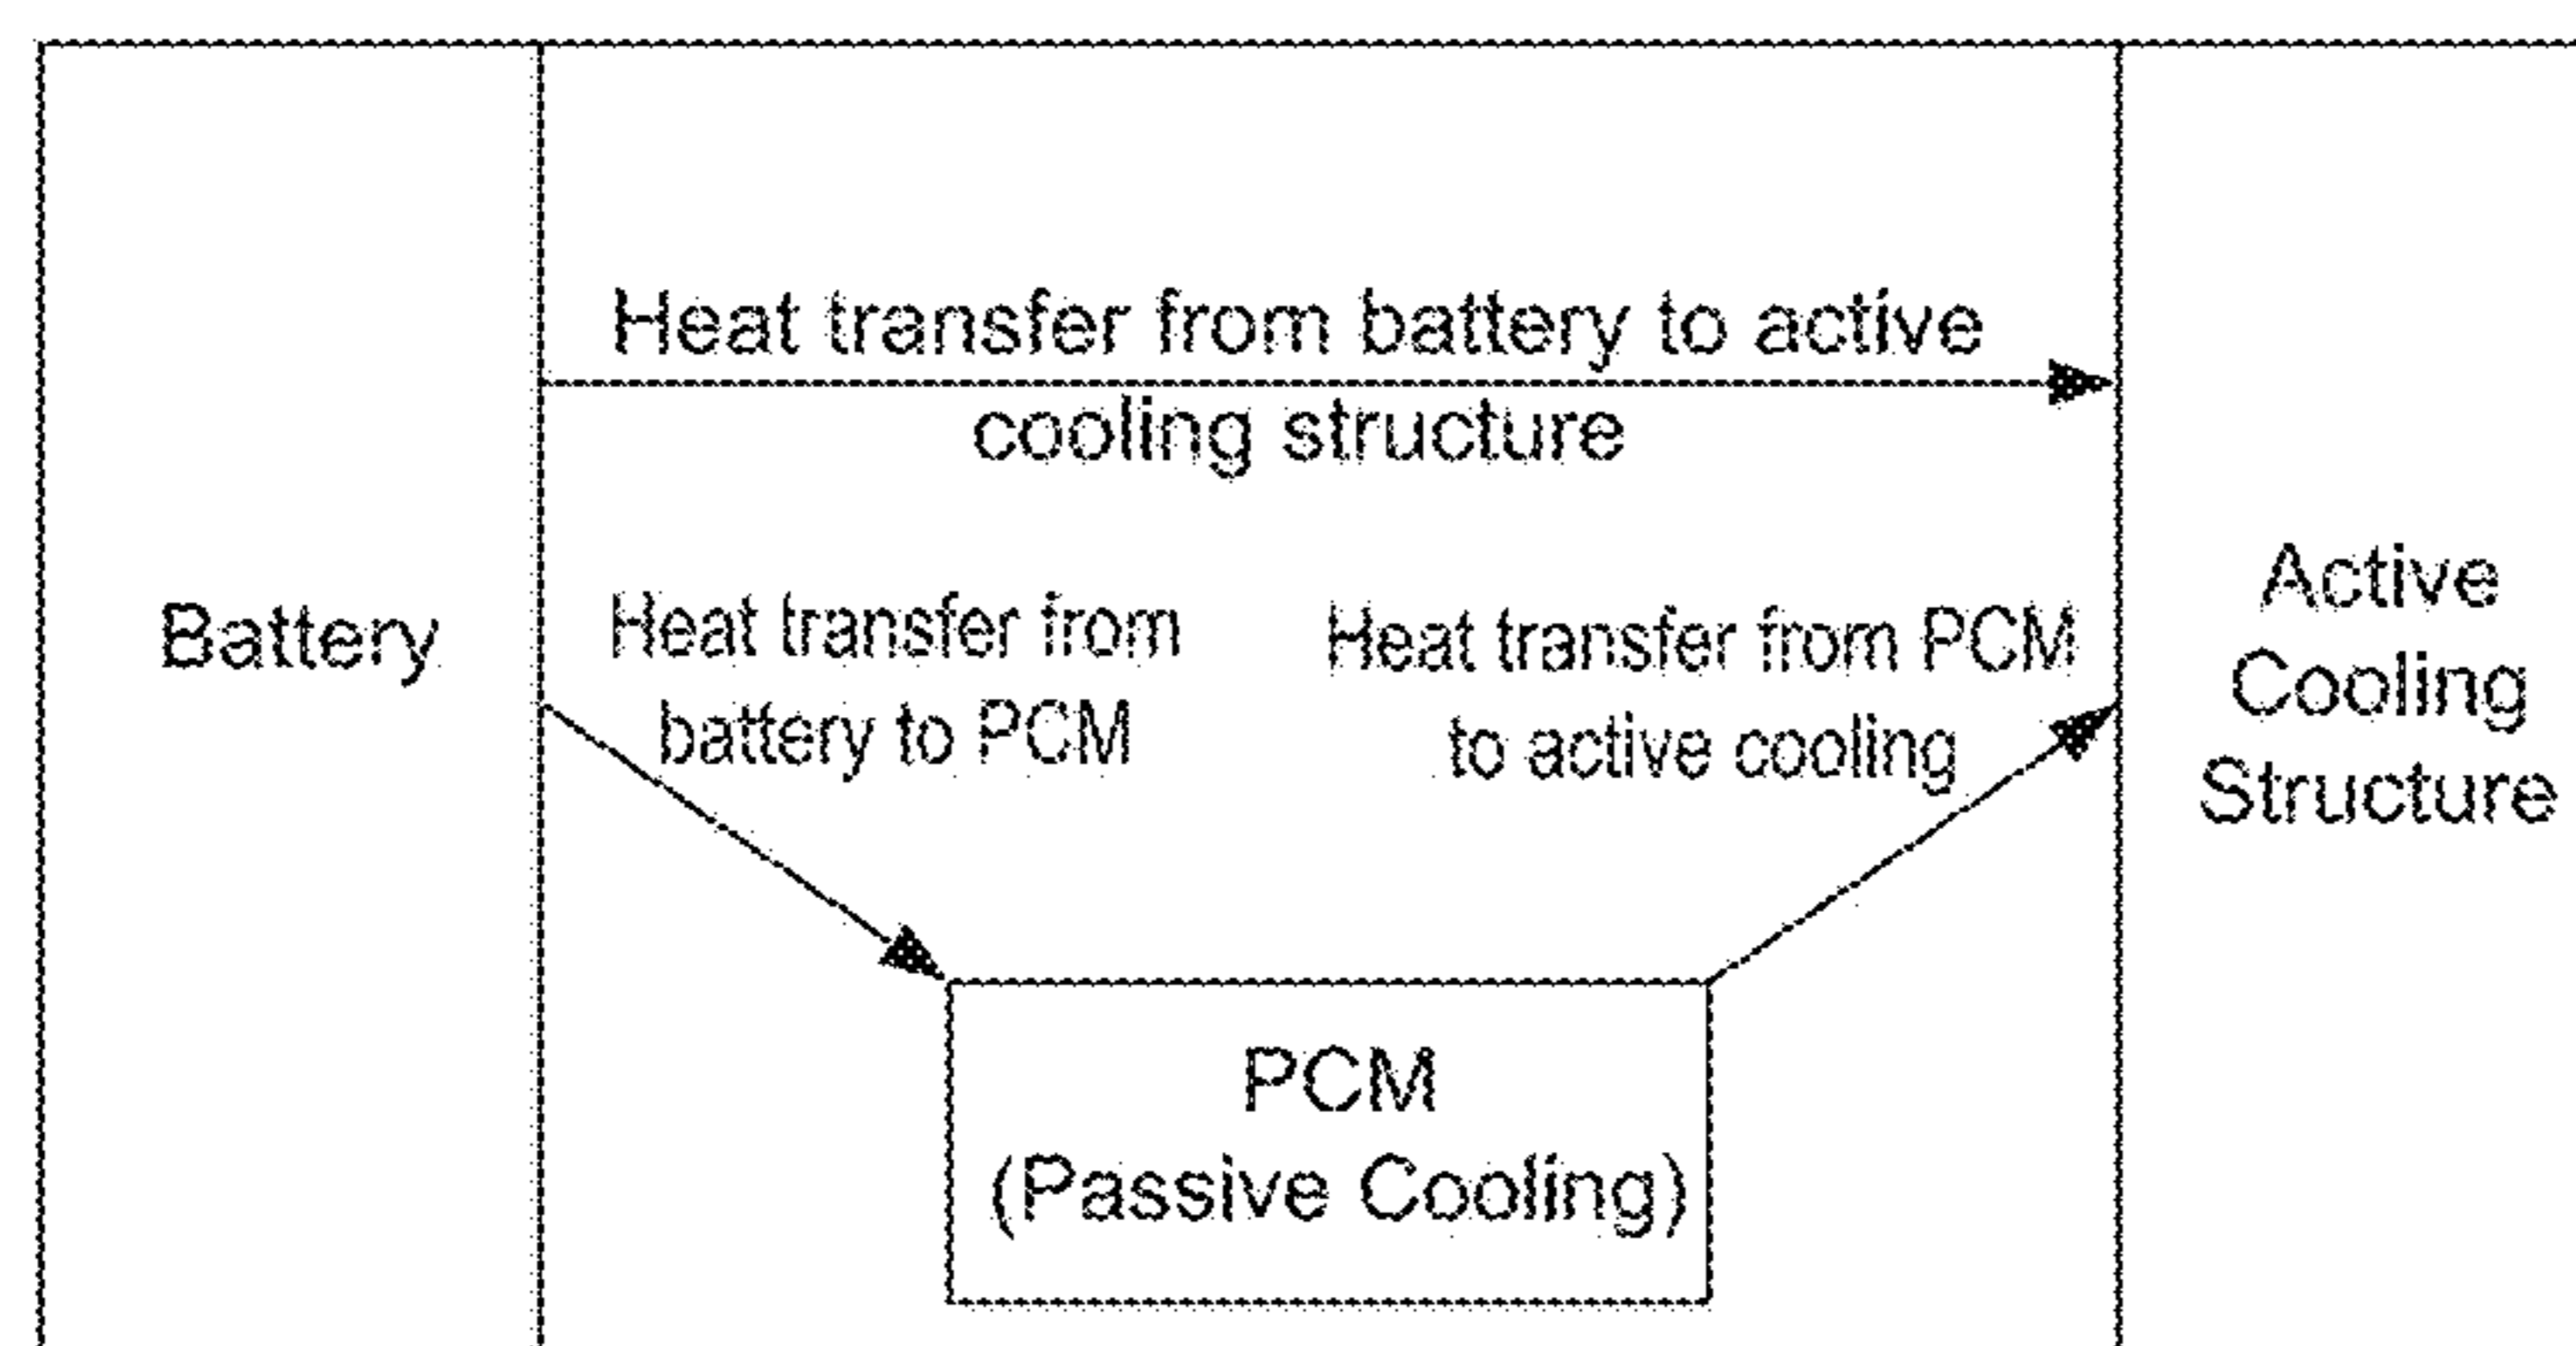 Heat transfer from battery to active
cooling structure
Battery
Heat transfer from
battery to PCM
Heat transfer from PCM
to active cooling
Active
Cooling
Structure
PCM
(Passive Cooling)